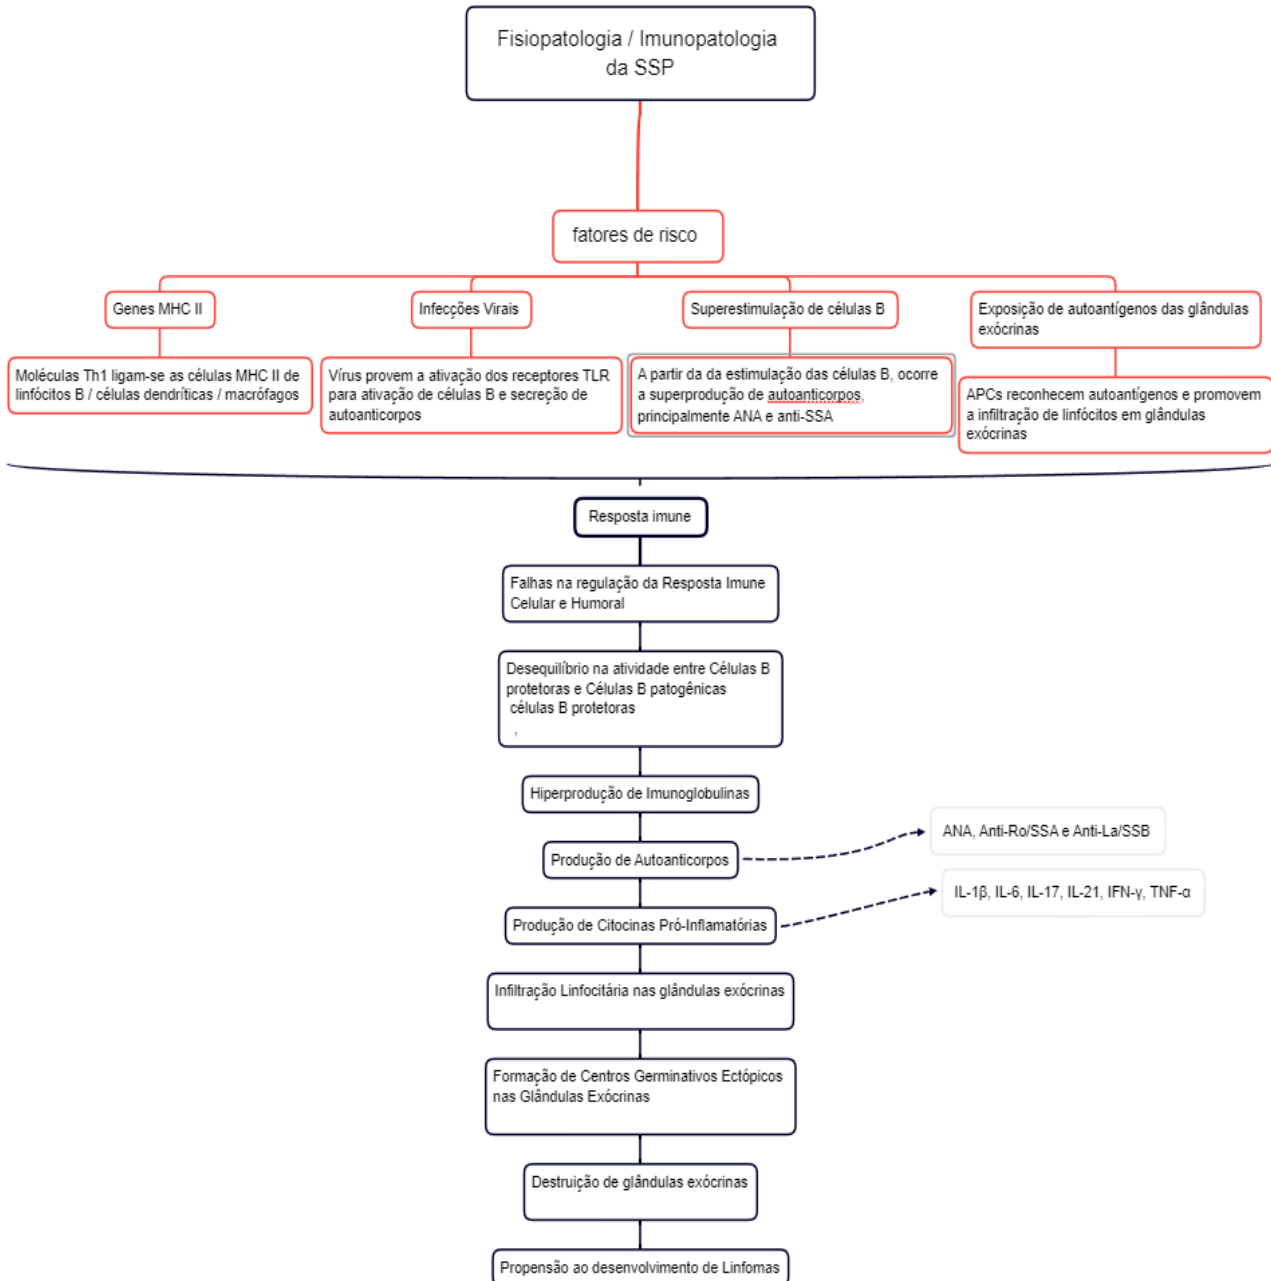 Fisiopatologia / Imunopatologia
da SSP
fatores de risco
Genes MHC II
Infecções Virais
Superestimulação de células B
Exposição de autoantígenos das glândulas
exócrinas
Moléculas Th1 ligam-se as células MHC II de
linfócitos B / células dendríticas / macrófagos
Vírus provem a ativação dos receptores TLR
para ativação de células B e secreção de
autoanticorpos
A partir da da estimulação das células B, ocorre
a superprodução de autoanticorpos,
principalmente ANA e anti-SSA
APCs reconhecem autoantígenos e promovem
a infiltração de linfócitos em glândulas
exócrinas
Resposta imune
Falhas na regulação da Resposta Imune
Celular e Humoral
Desequilíbrio na atividade entre Células B
protetoras e Células B patogênicas
células B protetoras
,
Hiperprodução de Imunoglobulinas
Produção de Autoanticorpos
ANA, Anti-Ro/SSA e Anti-La/SSB
Produção de Citocinas Pró-Inflamatórias
IL-1β, IL-6, IL-17, IL-21, IFN-γ, TNF-α
Infiltração Linfocitária nas glândulas exócrinas
Formação de Centros Germinativos Ectópicos
nas Glândulas Exócrinas
Destruição de glândulas exócrinas
Propensão ao desenvolvimento de Linfomas